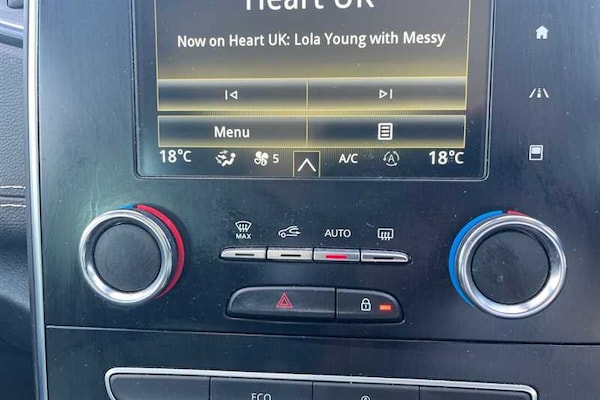 Heart UK
Now on Heart UK: Lola Young with Messy
Menu
18°C 5 A/C A 18°C
MAX AUTO
ECO